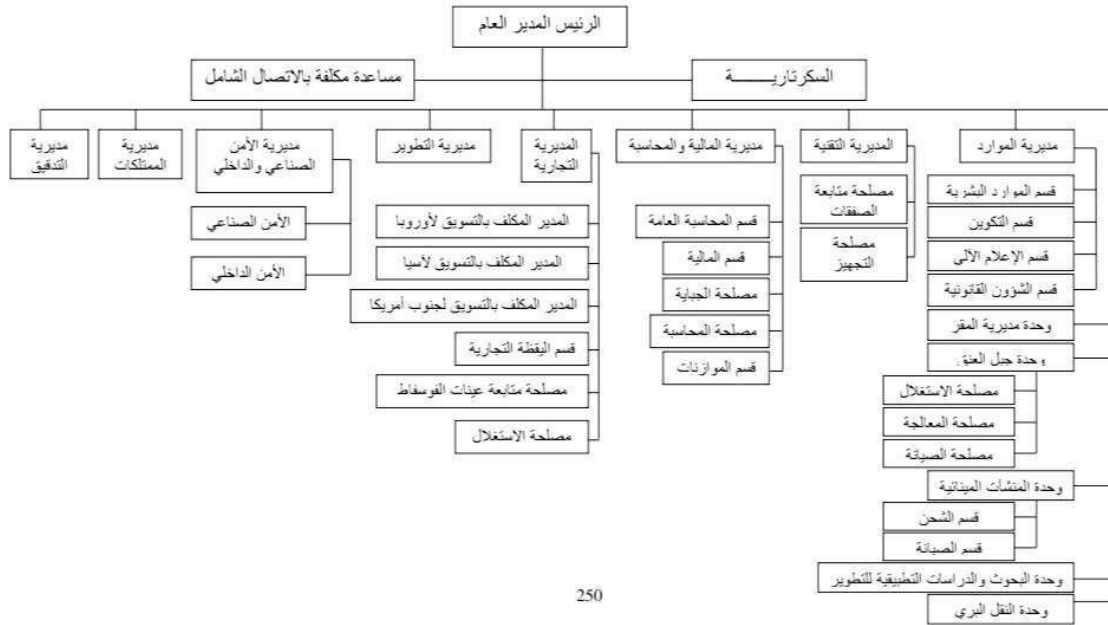 الرئيس المدير العام
السكرتاريـــــــة
مساعدة مكلفة بالاتصال الشامل
مديرية الموارد
قسم الموارد البشرية
قسم التكوين
قسم الإعلام الآلي
قسم الشؤون القانونية
وحدة مديرية المقر
وحدة جبل العنق
مصلحة الاستغلال
مصلحة المعالجة
مصلحة الصيانة
وحدة المنشآت المينائية
قسم الشحن
قسم الصيانة
وحدة البحوث والدراسات التطبيقية للتطوير
وحدة النقل البري
المديرية التقنية
مصلحة متابعة
الصفقات
مصلحة
التجهيز
مديرية المالية والمحاسبة
قسم المحاسبة العامة
قسم المالية
مصلحة الجباية
مصلحة المحاسبة
قسم الموازنات
المديرية
التجارية
المدير المكلف بالتسويق لأوروبا
المدير المكلف بالتسويق لأسيا
المدير المكلف بالتسويق لجنوب أمريكا
قسم اليقظة التجارية
مصلحة متابعة عينات الفوسفاط
مصلحة الاستغلال
مديرية التطوير
مديرية الأمن
الصناعي والداخلي
الأمن الصناعي
الأمن الداخلي
مديرية
الممتلكات
مديرية
التدقيق
250